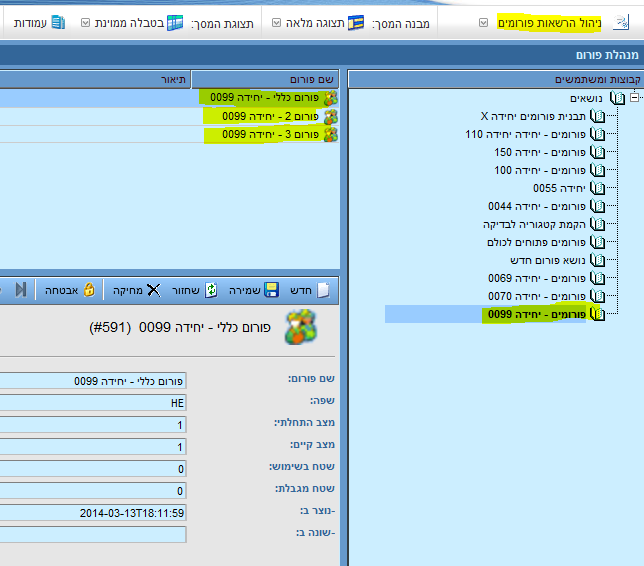 ניהול הרשאות פורומים
מבנה המסך: תצוגה מלאה
תצוגת המסך: בטבלה ממוינת
עמודות
מנהלת פורום
קבוצות ומשתמשים
נושאים
תבנית פורומים יחידה X
פורומים - יחידה יחידה 110
פורומים - יחידה 150
פורומים - יחידה 100
יחידה 0055
פורומים - יחידה 0044
הקמת קטגוריה לבדיקה
פורומים פתוחים לכולם
נושא פורום חדש
פורומים - יחידה 0069
פורומים - יחידה 0070
פורומים - יחידה 0099
שם פורום תיאור
פורום כללי - יחידה 0099
פורום 2 - יחידה 0099
פורום 3 - יחידה 0099
חדש שמירה שחזור מחיקה אבטחה
פורום כללי - יחידה 0099 (#591)
שם פורום: פורום כללי - יחידה 0099
שפה: HE
מצב התחלתי: 1
מצב קיים: 1
שטח בשימוש: 0
שטח מגבלת: 0
-נוצר ב: 2014-03-13T18:11:59
-שונה ב: